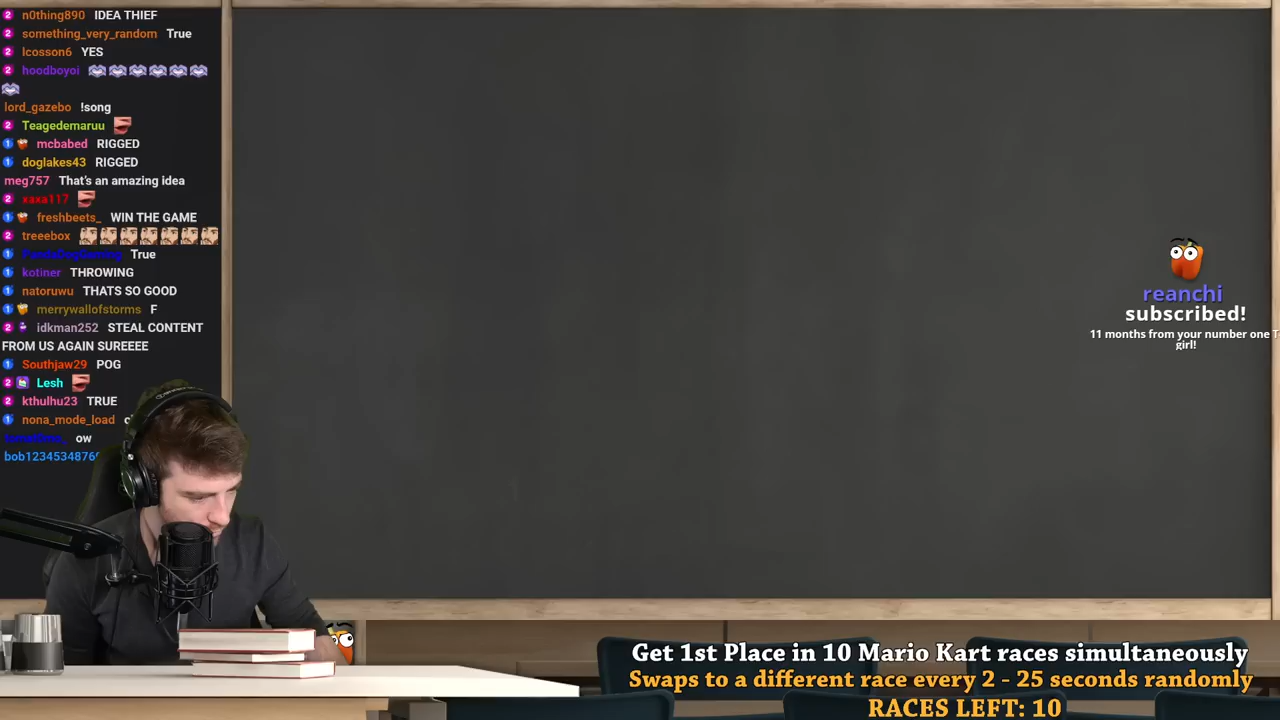 n0thing890 IDEA THIEF
something_very_random True
lcosson6 YES
hoodboyoi
lord_gazebo !song
Teagedemaruu
mcbabed RIGGED
doglakes43 RIGGED
meg757 That's an amazing idea
xaxa117
freshbeets_ WIN THE GAME
treeebox
True
kotiner THROWING
natoruwu THATS SO GOOD
merrywallofstorms F
idkman252 STEAL CONTENT
FROM US AGAIN SUREEEE
Southjaw29 POG
Lesh
kthulhu23 TRUE
nona_mode_load
ow
bob1234534876
reanchi
subscribed!
11 months from your number one T
girl!
Get 1st Place in 10 Mario Kart races simultaneously
Swaps to a different race every 2 - 25 seconds randomly
RACES LEFT: 10